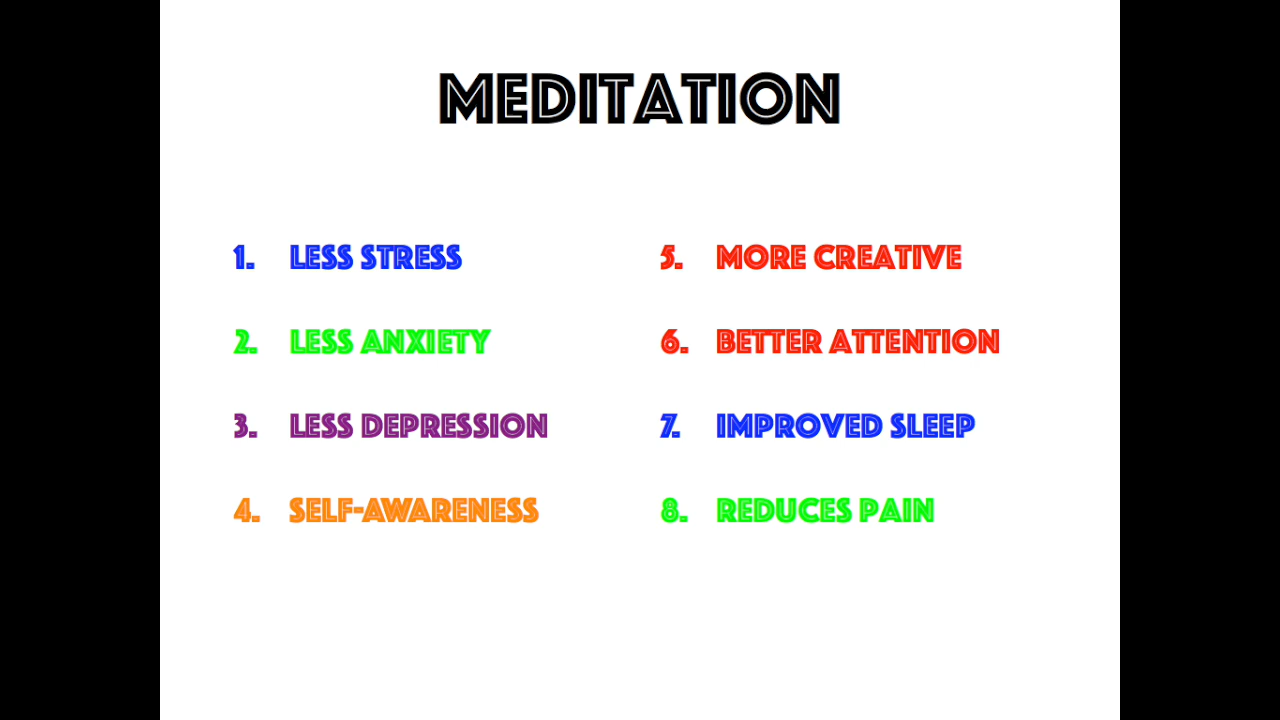 MEDITATION
1. LESS STRESS
2. LESS ANXIETY
3. LESS DEPRESSION
4. SELF-AWARENESS
5. MORE CREATIVE
6. BETTER ATTENTION
7. IMPROVED SLEEP
8. REDUCES PAIN